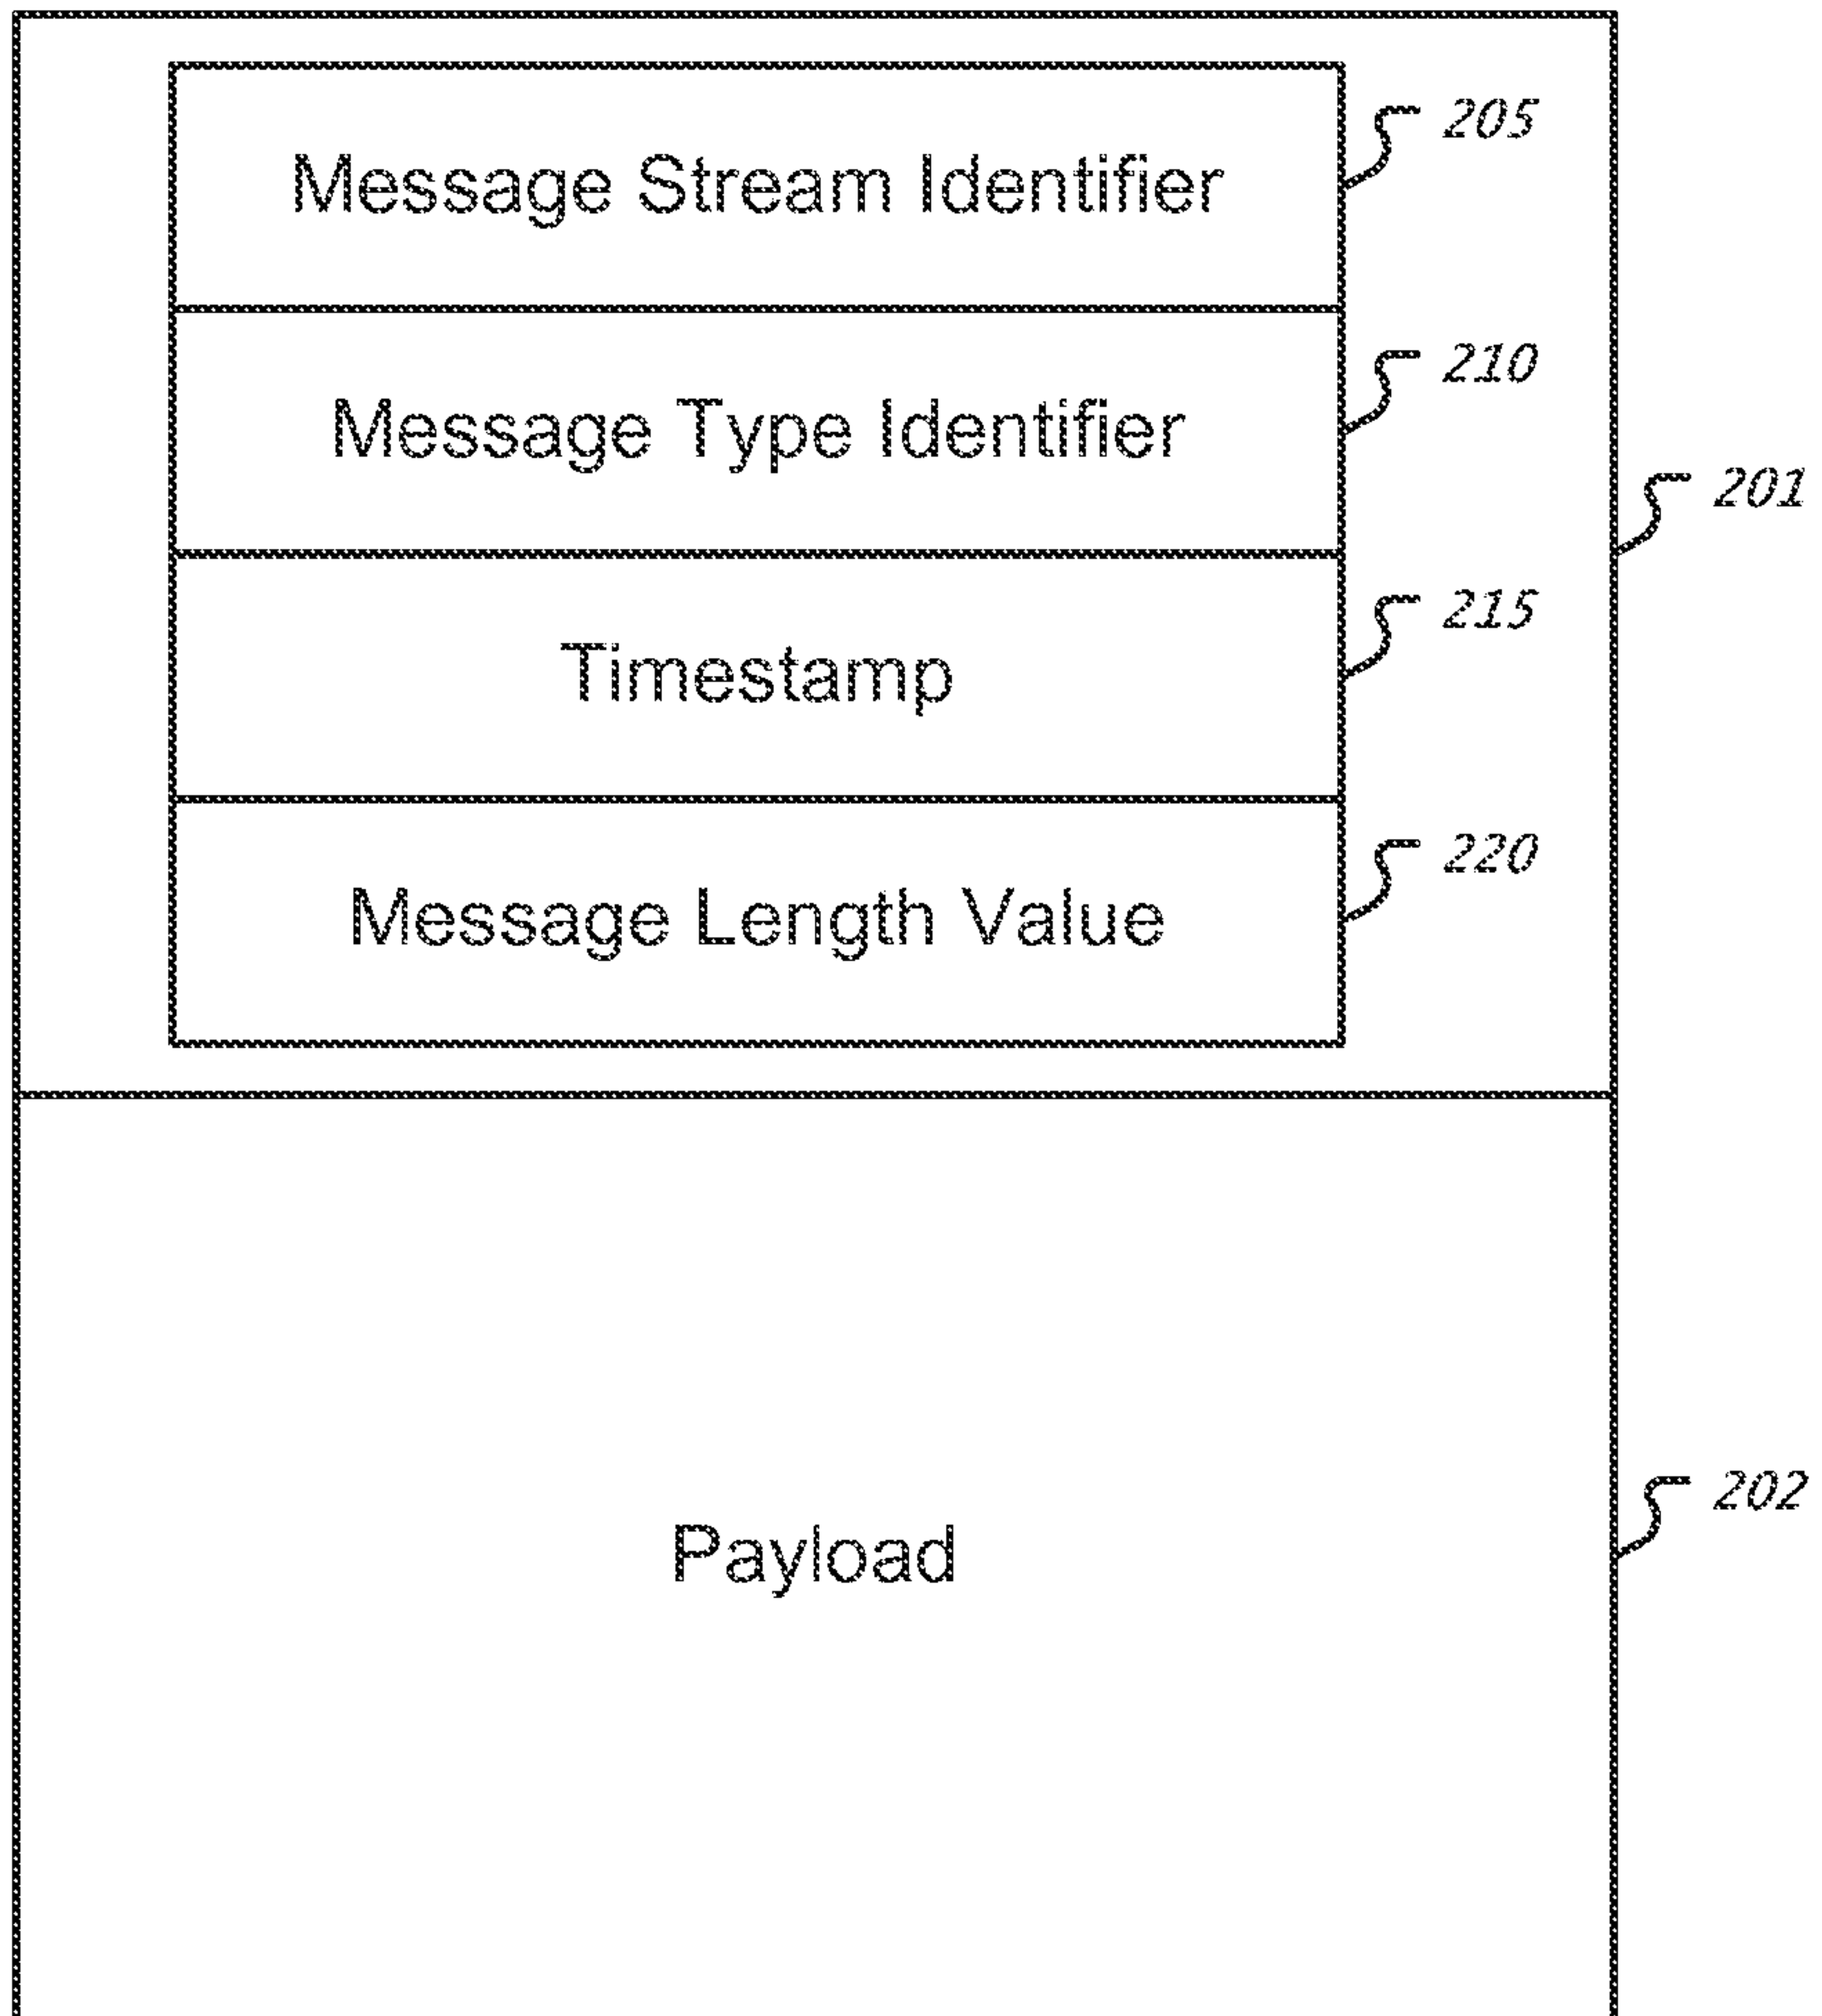 Message Stream Identifier
205
Message Type Identifier
210
201
Timestamp
215
Message Length Value
220
Payload
202